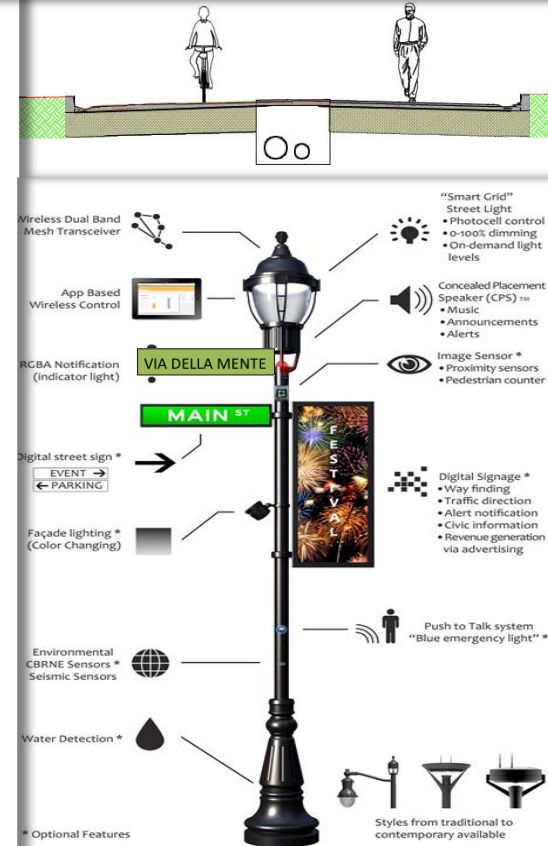 Wireless Dual Band
Mesh Transceiver
"Smart Grid"
Street Light
• Photocell control
• 0-100% dimming
• On-demand light
levels
App Based
Wireless Control
Concealed Placement
Speaker (CPS) TM
• Music
• Announcements
• Alerts
RGBA Notification
(indicator light)
VIA DELLA MENTE
Image Sensor *
• Proximity sensors
• Pedestrian counter
MAIN ST
FESTIVAL
Digital street sign *
EVENT →
← PARKING
Digital Signage *
• Way finding
• Traffic direction
• Alert notification
• Civic information
• Revenue generation
via advertising
Façade lighting *
(Color Changing)
Push to Talk system
"Blue emergency light" *
Environmental
CBRNE Sensors *
Seismic Sensors
Water Detection *
Styles from traditional to
contemporary available
* Optional Features